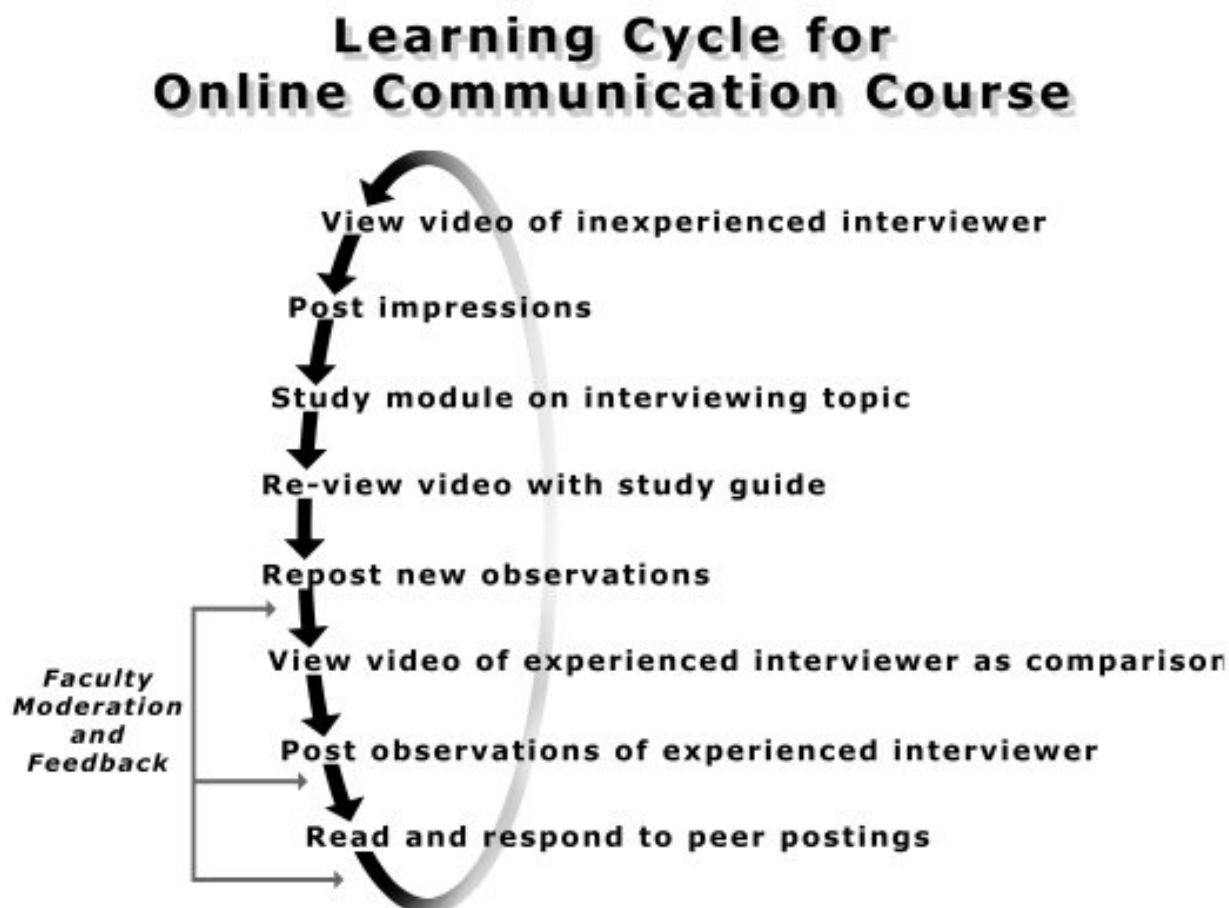 Learning Cycle for
Online Communication Course
View video of inexperienced interviewer
Post impressions
Study module on interviewing topic
Re-view video with study guide
Repost new observations
View video of experienced interviewer as comparison
Post observations of experienced interviewer
Read and respond to peer postings
Faculty
Moderation
and
Feedback